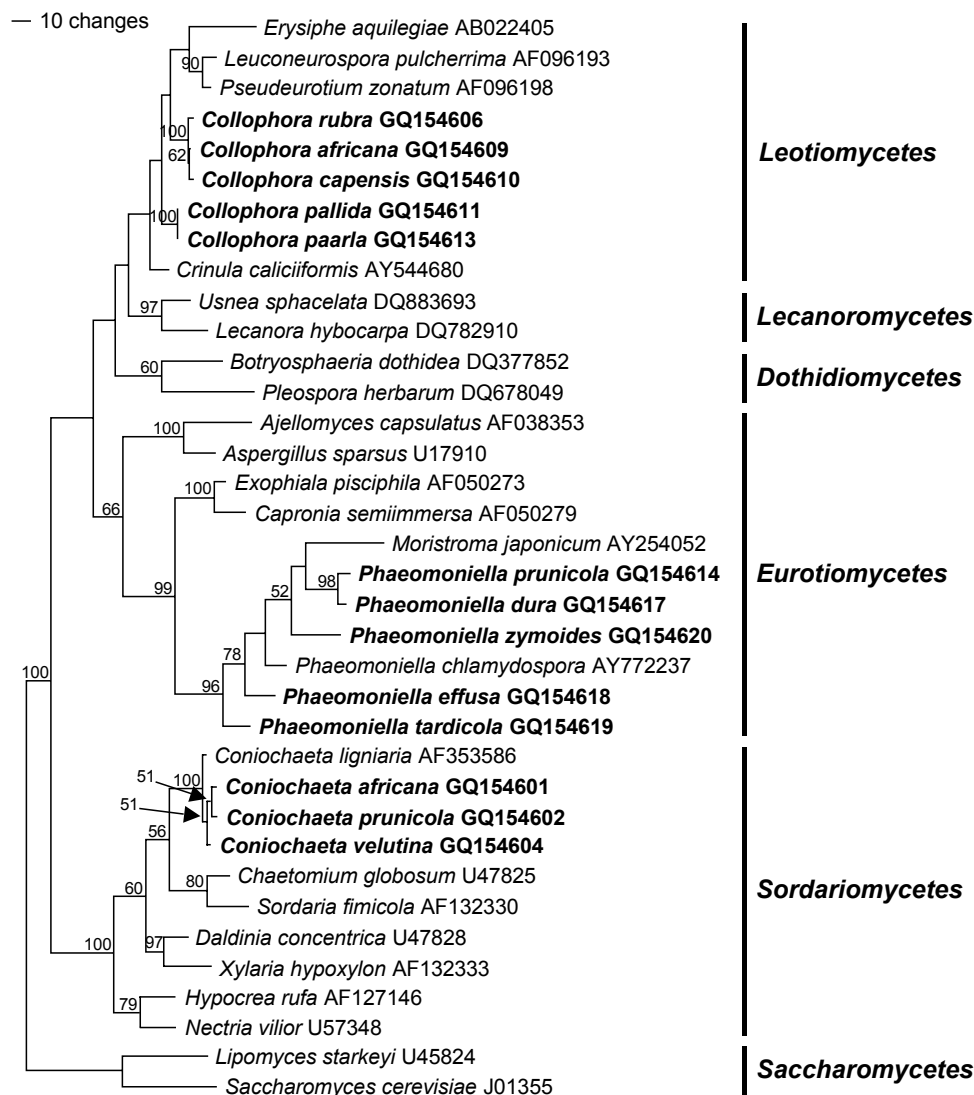 10 changes
Erysiphe aquilegiae AB022405
90
Leuconeurospora pulcherrima AF096193
Pseudeurotium zonatum AF096198
100
Collophora rubra GQ154606
62
Collophora africana GQ154609
Collophora capensis GQ154610
100
Collophora pallida GQ154611
Collophora paarla GQ154613
Crinula caliciiformis AY544680
Leotiomycetes
97
Usnea sphacelata DQ883693
Lecanora hybocarpa DQ782910
Lecanoromycetes
60
Botryosphaeria dothidea DQ377852
Pleospora herbarum DQ678049
Dothidiomycetes
100
Ajellomyces capsulatus AF038353
Aspergillus sparsus U17910
66
100
Exophiala pisciphila AF050273
Capronia semiimmersa AF050279
99
Moristroma japonicum AY254052
98
Phaeomoniella prunicola GQ154614
52
Phaeomoniella dura GQ154617
Phaeomoniella zymoides GQ154620
78
Phaeomoniella chlamydospora AY772237
96
Phaeomoniella effusa GQ154618
Phaeomoniella tardicola GQ154619
Eurotiomycetes
100
Coniochaeta ligniaria AF353586
51
100
Coniochaeta africana GQ154601
51
Coniochaeta prunicola GQ154602
56
Coniochaeta velutina GQ154604
80
Chaetomium globosum U47825
60
Sordaria fimicola AF132330
97
Daldinia concentrica U47828
100
Xylaria hypoxylon AF132333
79
Hypocrea rufa AF127146
Nectria vilior U57348
Sordariomycetes
Lipomyces starkeyi U45824
Saccharomyces cerevisiae J01355
Saccharomycetes